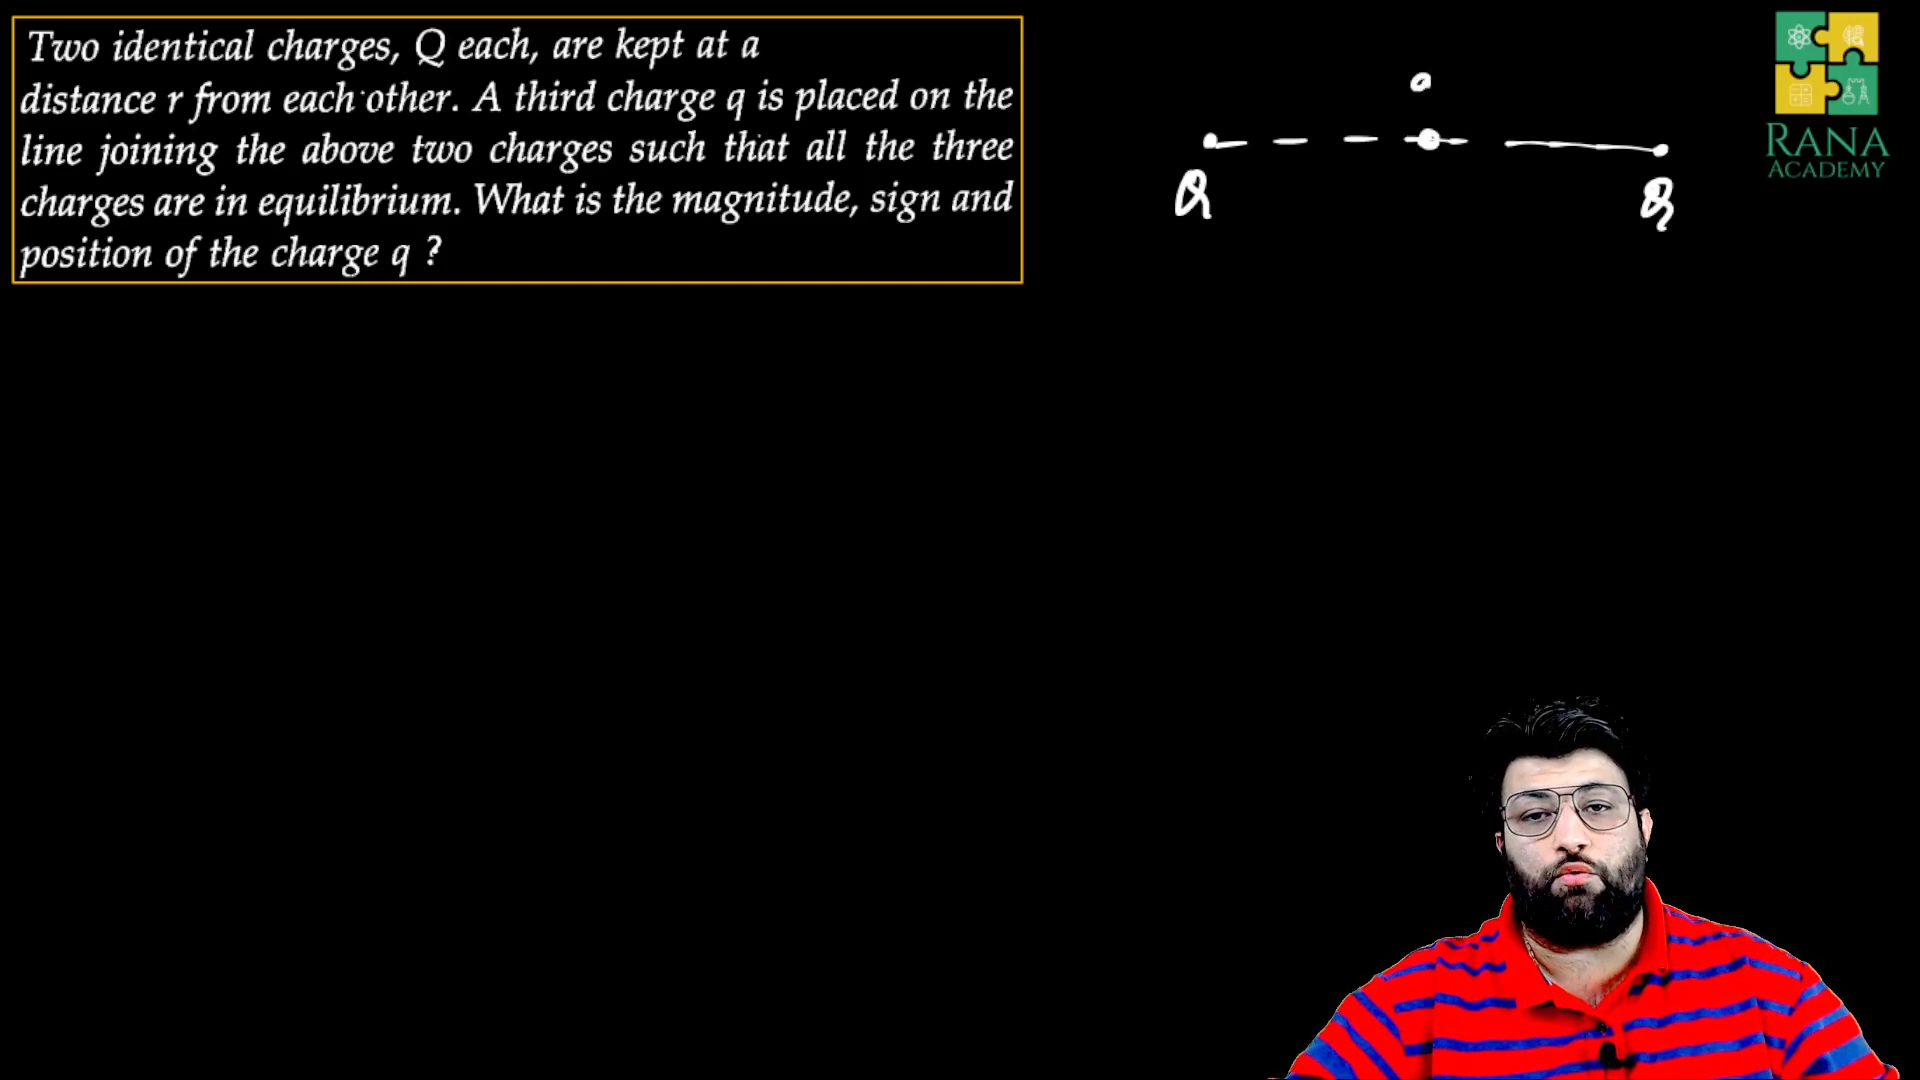 Two identical charges, Q each, are kept at a
distance r from each other. A third charge q is placed on the
line joining the above two charges such that all the three
charges are in equilibrium. What is the magnitude, sign and
position of the charge q ?
Q
Q
RANA
ACADEMY